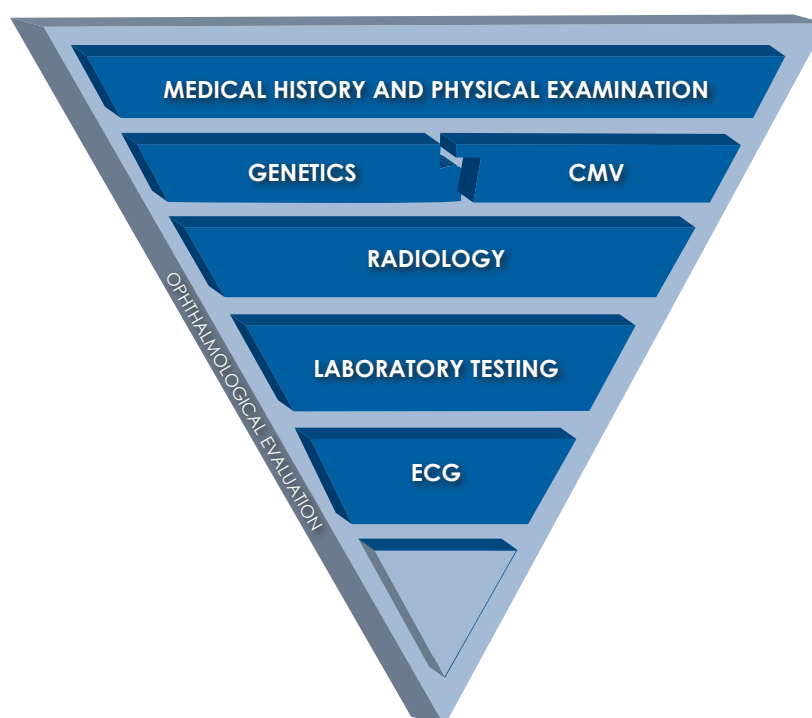 MEDICAL HISTORY AND PHYSICAL EXAMINATION
GENETICS
CMV
RADIOLOGY
LABORATORY TESTING
ECG
OPHTHALMOLOGICAL EVALUATION